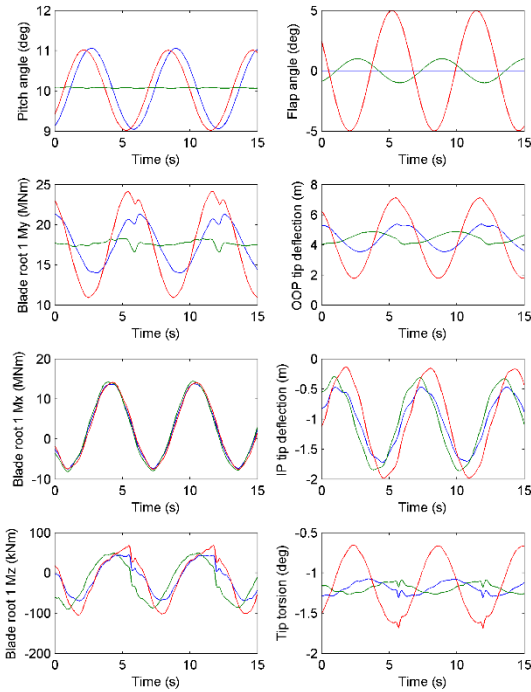 Pitch angle (deg)
12
11
10
9
0 5 10 15
Time (s)
Flap angle (deg)
5
0
-5
0 5 10 15
Time (s)
Blade root 1 My (MNm)
25
20
15
10
0 5 10 15
Time (s)
OOP tip deflection (m)
8
6
4
2
0
0 5 10 15
Time (s)
Blade root 1 Mx (MNm)
20
10
0
-10
0 5 10 15
Time (s)
IP tip deflection (m)
0
-0.5
-1
-1.5
-2
0 5 10 15
Time (s)
Blade root 1 Mz (kNm)
100
0
-100
-200
0 5 10 15
Time (s)
Tip torsion (deg)
-0.5
-1
-1.5
-2
0 5 10 15
Time (s)